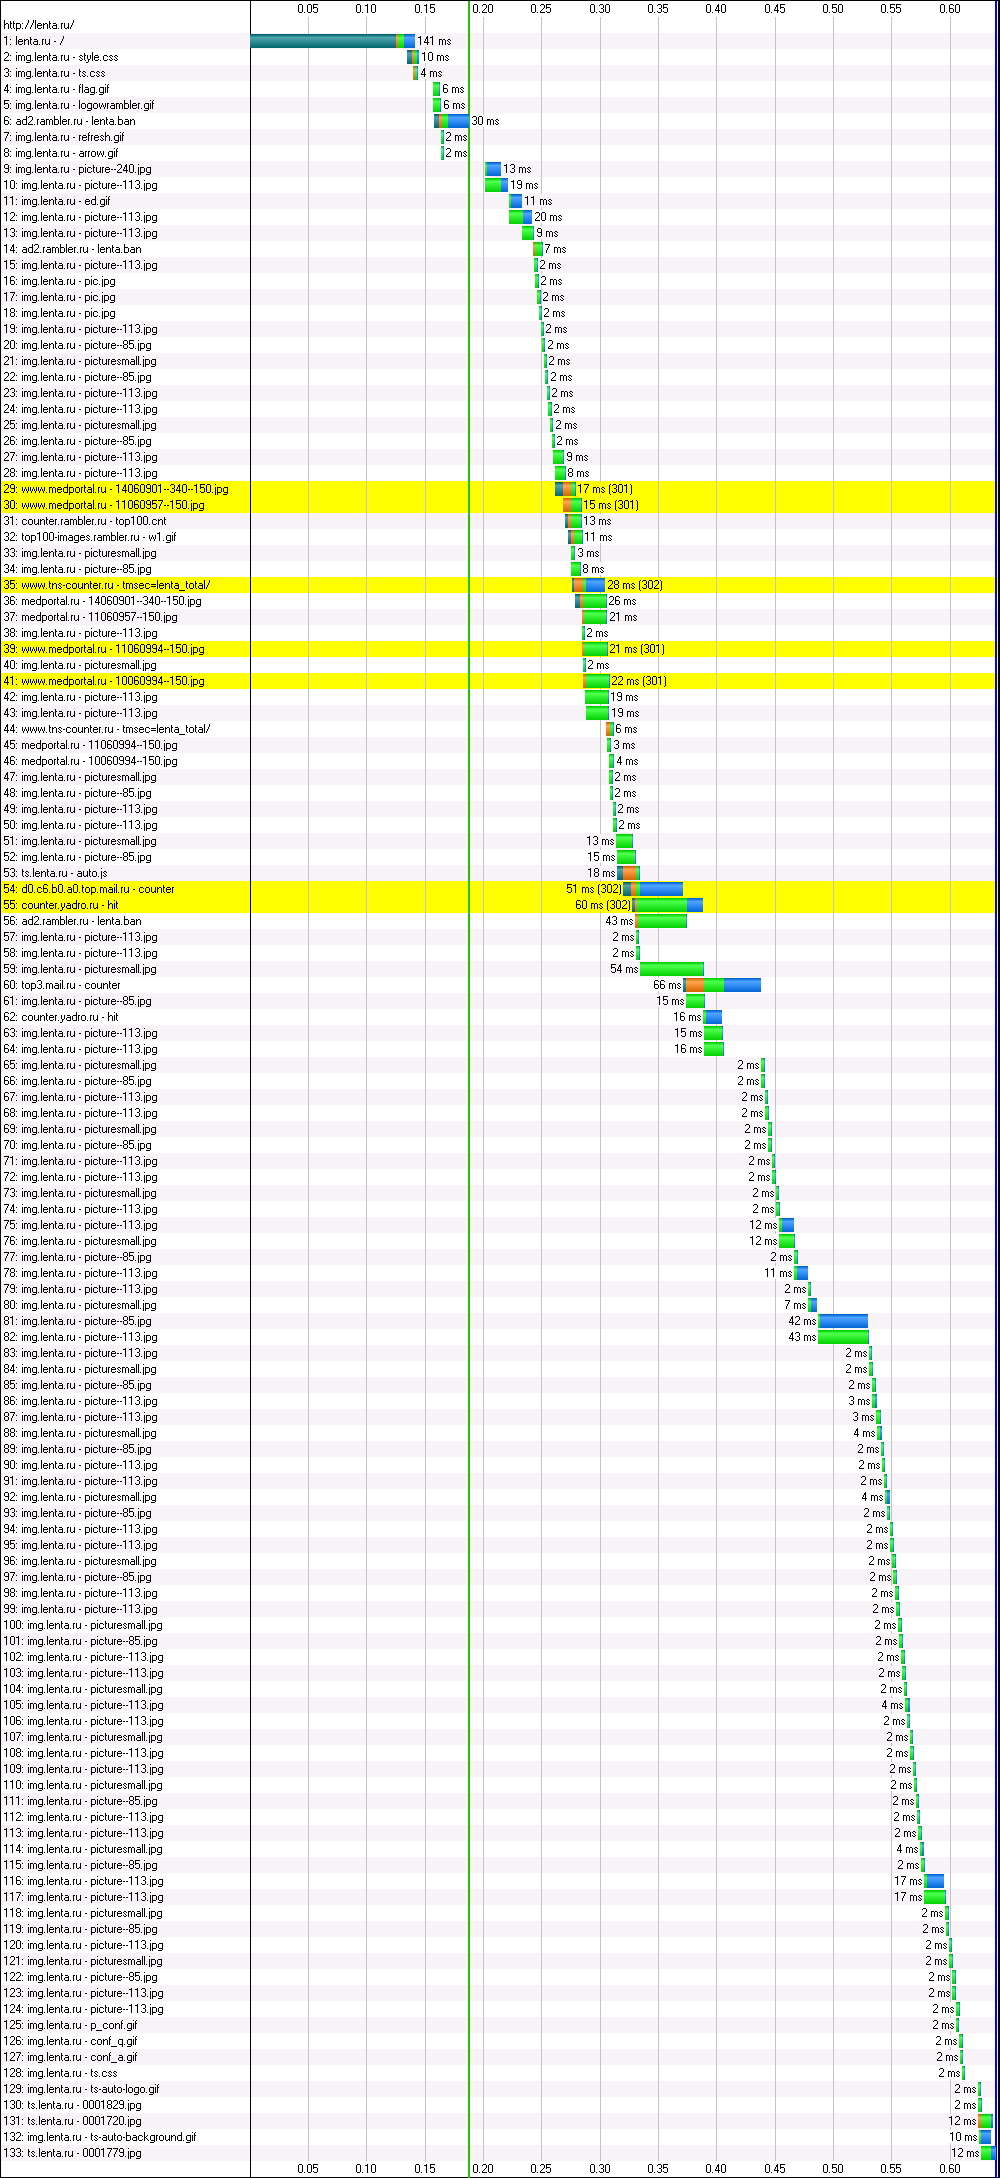 0.05 0.10 0.15 0.20 0.25 0.30 0.35 0.40 0.45 0.50 0.55 0.60
http://lenta.ru/
1: lenta.ru - / 141 ms
2: img.lenta.ru - style.css 10 ms
3: img.lenta.ru - ts.css 4 ms
4: img.lenta.ru - flag.gif 6 ms
5: img.lenta.ru - logowrambler.gif 6 ms
6: ad2.rambler.ru - lenta.ban 30 ms
7: img.lenta.ru - refresh.gif 2 ms
8: img.lenta.ru - arrow.gif 2 ms
9: img.lenta.ru - picture--240.jpg 13 ms
10: img.lenta.ru - picture--113.jpg 19 ms
11: img.lenta.ru - ed.gif 11 ms
12: img.lenta.ru - picture--113.jpg 20 ms
13: img.lenta.ru - picture--113.jpg 9 ms
14: ad2.rambler.ru - lenta.ban 7 ms
15: img.lenta.ru - picture--113.jpg 2 ms
16: img.lenta.ru - pic.jpg 2 ms
17: img.lenta.ru - pic.jpg 2 ms
18: img.lenta.ru - pic.jpg 2 ms
19: img.lenta.ru - picture--113.jpg 2 ms
20: img.lenta.ru - picture--85.jpg 2 ms
21: img.lenta.ru - picturesmall.jpg 2 ms
22: img.lenta.ru - picture--85.jpg 2 ms
23: img.lenta.ru - picture--113.jpg 2 ms
24: img.lenta.ru - picture--113.jpg 2 ms
25: img.lenta.ru - picturesmall.jpg 2 ms
26: img.lenta.ru - picture--85.jpg 2 ms
27: img.lenta.ru - picture--113.jpg 9 ms
28: img.lenta.ru - picture--113.jpg 8 ms
29: www.medportal.ru - 14060901--340--150.jpg 17 ms (301)
30: www.medportal.ru - 11060957--150.jpg 15 ms (301)
31: counter.rambler.ru - top100.cnt 13 ms
32: top100-images.rambler.ru - w1.gif 11 ms
33: img.lenta.ru - picturesmall.jpg 3 ms
34: img.lenta.ru - picture--85.jpg 8 ms
35: www.tns-counter.ru - tmsec=lenta_total/ 28 ms (302)
36: medportal.ru - 14060901--340--150.jpg 26 ms
37: medportal.ru - 11060957--150.jpg 21 ms
38: img.lenta.ru - picture--113.jpg 2 ms
39: www.medportal.ru - 11060994--150.jpg 21 ms (301)
40: img.lenta.ru - picturesmall.jpg 2 ms
41: www.medportal.ru - 10060994--150.jpg 22 ms (301)
42: img.lenta.ru - picture--113.jpg 19 ms
43: img.lenta.ru - picture--113.jpg 19 ms
44: www.tns-counter.ru - tmsec=lenta_total/ 6 ms
45: medportal.ru - 11060994--150.jpg 3 ms
46: medportal.ru - 10060994--150.jpg 4 ms
47: img.lenta.ru - picturesmall.jpg 2 ms
48: img.lenta.ru - picture--85.jpg 2 ms
49: img.lenta.ru - picture--113.jpg 2 ms
50: img.lenta.ru - picture--113.jpg 2 ms
51: img.lenta.ru - picturesmall.jpg 13 ms
52: img.lenta.ru - picture--85.jpg 15 ms
53: ts.lenta.ru - auto.js 18 ms
54: d0.c6.b0.a0.top.mail.ru - counter 51 ms (302)
55: counter.yadro.ru - hit 60 ms (302)
56: ad2.rambler.ru - lenta.ban 43 ms
57: img.lenta.ru - picture--113.jpg 2 ms
58: img.lenta.ru - picture--113.jpg 2 ms
59: img.lenta.ru - picturesmall.jpg 54 ms
60: top3.mail.ru - counter 66 ms
61: img.lenta.ru - picture--85.jpg 15 ms
62: counter.yadro.ru - hit 16 ms
63: img.lenta.ru - picture--113.jpg 15 ms
64: img.lenta.ru - picture--113.jpg 16 ms
65: img.lenta.ru - picturesmall.jpg 2 ms
66: img.lenta.ru - picture--85.jpg 2 ms
67: img.lenta.ru - picture--113.jpg 2 ms
68: img.lenta.ru - picture--113.jpg 2 ms
69: img.lenta.ru - picturesmall.jpg 2 ms
70: img.lenta.ru - picture--85.jpg 2 ms
71: img.lenta.ru - picture--113.jpg 2 ms
72: img.lenta.ru - picture--113.jpg 2 ms
73: img.lenta.ru - picturesmall.jpg 2 ms
74: img.lenta.ru - picture--113.jpg 2 ms
75: img.lenta.ru - picture--113.jpg 12 ms
76: img.lenta.ru - picturesmall.jpg 12 ms
77: img.lenta.ru - picture--85.jpg 2 ms
78: img.lenta.ru - picture--113.jpg 11 ms
79: img.lenta.ru - picture--113.jpg 2 ms
80: img.lenta.ru - picturesmall.jpg 7 ms
81: img.lenta.ru - picture--85.jpg 42 ms
82: img.lenta.ru - picture--113.jpg 43 ms
83: img.lenta.ru - picture--113.jpg 2 ms
84: img.lenta.ru - picturesmall.jpg 2 ms
85: img.lenta.ru - picture--85.jpg 2 ms
86: img.lenta.ru - picture--113.jpg 3 ms
87: img.lenta.ru - picture--113.jpg 3 ms
88: img.lenta.ru - picturesmall.jpg 4 ms
89: img.lenta.ru - picture--85.jpg 2 ms
90: img.lenta.ru - picture--113.jpg 2 ms
91: img.lenta.ru - picture--113.jpg 2 ms
92: img.lenta.ru - picturesmall.jpg 4 ms
93: img.lenta.ru - picture--85.jpg 2 ms
94: img.lenta.ru - picture--113.jpg 2 ms
95: img.lenta.ru - picture--113.jpg 2 ms
96: img.lenta.ru - picturesmall.jpg 2 ms
97: img.lenta.ru - picture--85.jpg 2 ms
98: img.lenta.ru - picture--113.jpg 2 ms
99: img.lenta.ru - picture--113.jpg 2 ms
100: img.lenta.ru - picturesmall.jpg 2 ms
101: img.lenta.ru - picture--85.jpg 2 ms
102: img.lenta.ru - picture--113.jpg 2 ms
103: img.lenta.ru - picture--113.jpg 2 ms
104: img.lenta.ru - picturesmall.jpg 2 ms
105: img.lenta.ru - picture--113.jpg 4 ms
106: img.lenta.ru - picture--113.jpg 2 ms
107: img.lenta.ru - picturesmall.jpg 2 ms
108: img.lenta.ru - picture--113.jpg 2 ms
109: img.lenta.ru - picture--113.jpg 2 ms
110: img.lenta.ru - picturesmall.jpg 2 ms
111: img.lenta.ru - picture--85.jpg 2 ms
112: img.lenta.ru - picture--113.jpg 2 ms
113: img.lenta.ru - picture--113.jpg 2 ms
114: img.lenta.ru - picturesmall.jpg 4 ms
115: img.lenta.ru - picture--85.jpg 2 ms
116: img.lenta.ru - picture--113.jpg 17 ms
117: img.lenta.ru - picture--113.jpg 17 ms
118: img.lenta.ru - picturesmall.jpg 2 ms
119: img.lenta.ru - picture--85.jpg 2 ms
120: img.lenta.ru - picture--113.jpg 2 ms
121: img.lenta.ru - picturesmall.jpg 2 ms
122: img.lenta.ru - picture--85.jpg 2 ms
123: img.lenta.ru - picture--113.jpg 2 ms
124: img.lenta.ru - picture--113.jpg 2 ms
125: img.lenta.ru - p_conf.gif 2 ms
126: img.lenta.ru - conf_q.gif 2 ms
127: img.lenta.ru - conf_a.gif 2 ms
128: img.lenta.ru - ts.css 2 ms
129: img.lenta.ru - ts-auto-logo.gif 2 ms
130: ts.lenta.ru - 0001829.jpg 2 ms
131: ts.lenta.ru - 0001720.jpg 12 ms
132: img.lenta.ru - ts-auto-background.gif 10 ms
133: ts.lenta.ru - 0001779.jpg 12 ms
0.05 0.10 0.15 0.20 0.25 0.30 0.35 0.40 0.45 0.50 0.55 0.60